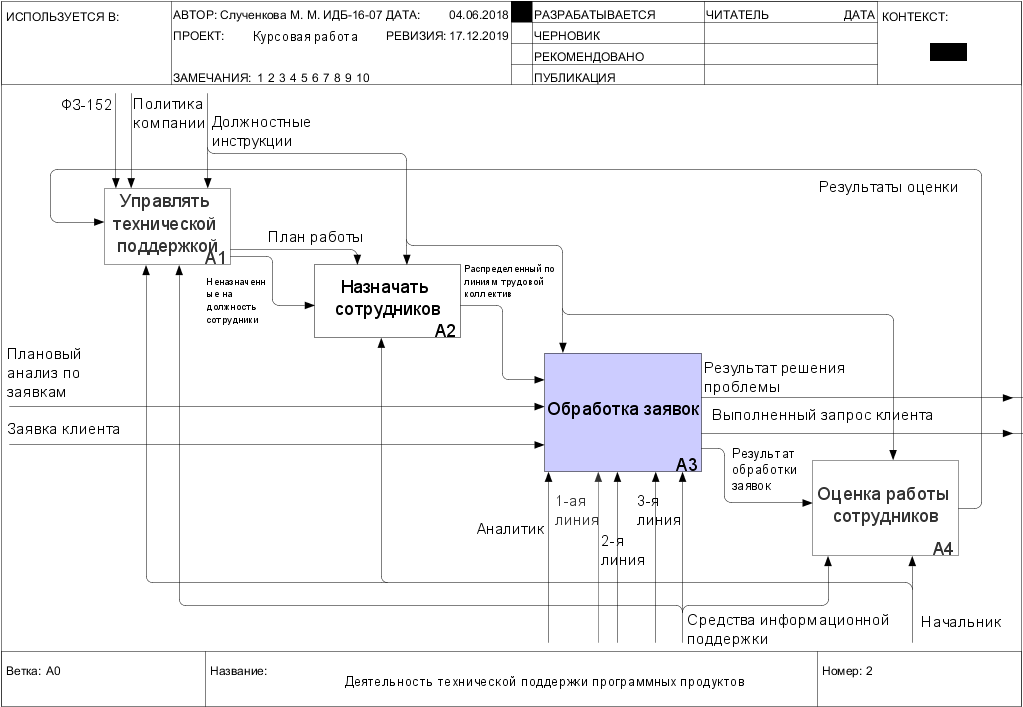 ИСПОЛЬЗУЕТСЯ В:
АВТОР: Слученкова М. М. ИДБ-16-07 ДАТА: 04.06.2018
ПРОЕКТ: Курсовая работа РЕВИЗИЯ: 17.12.2019
ЗАМЕЧАНИЯ: 1 2 3 4 5 6 7 8 9 10
РАЗРАБАТЫВАЕТСЯ
ЧЕРНОВИК
РЕКОМЕНДОВАНО
ПУБЛИКАЦИЯ
ЧИТАТЕЛЬ ДАТА
КОНТЕКСТ:
ФЗ-152
Политика
компании
Должностные
инструкции
Результаты оценки
Управлять
технической
поддержкой
A1
План работы
Неназначенн
ые на
должность
сотрудники
Назначать
сотрудников
A2
Распределенный по
линиям трудовой
коллектив
Плановый
анализ по
заявкам
Заявка клиента
Обработка заявок
A3
Результат решения
проблемы
Выполненный запрос клиента
Результат
обработки
заявок
Оценка работы
сотрудников
A4
Аналитик
1-ая
линия
2-я
линия
3-я
линия
Средства информационной
поддержки
Начальник
Ветка: A0
Название:
Деятельность технической поддержки программных продуктов
Номер: 2